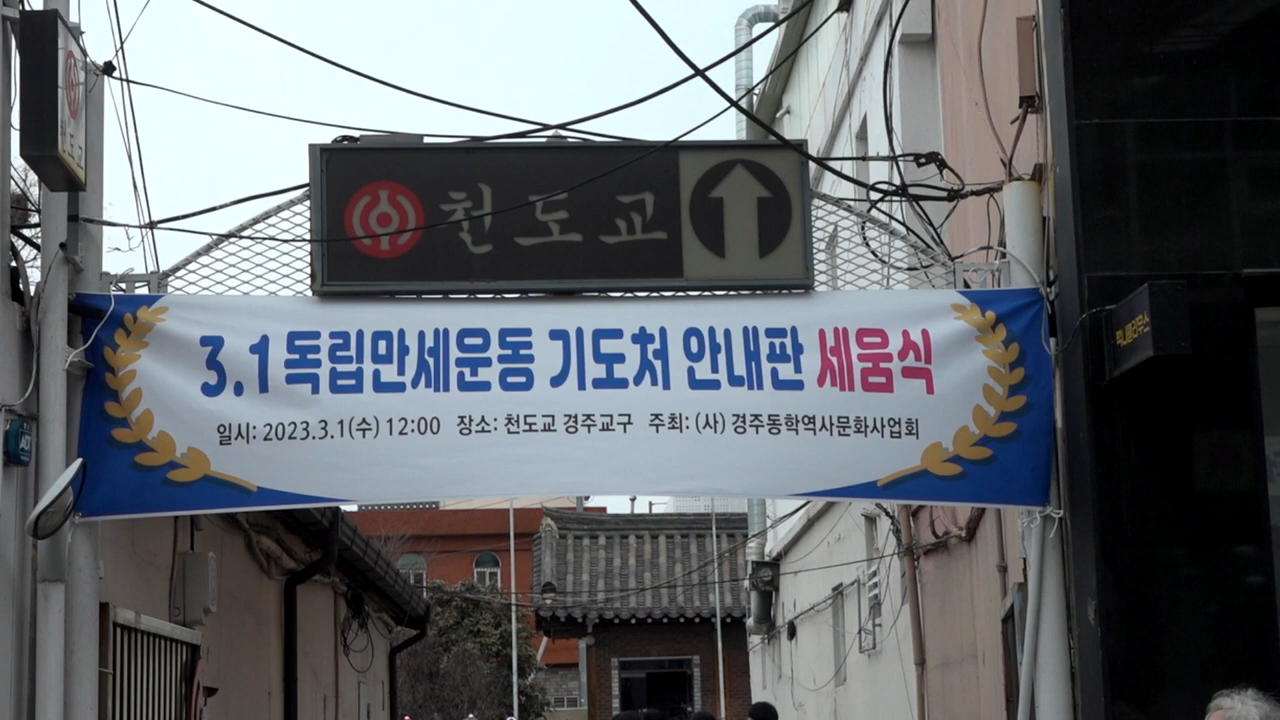 천도교
3.1 독립만세운동 기도처 안내판 세움식
일시: 2023.3.1(수) 12:00 장소: 천도교 경주교구 주최: (사) 경주동학역사문화사업회